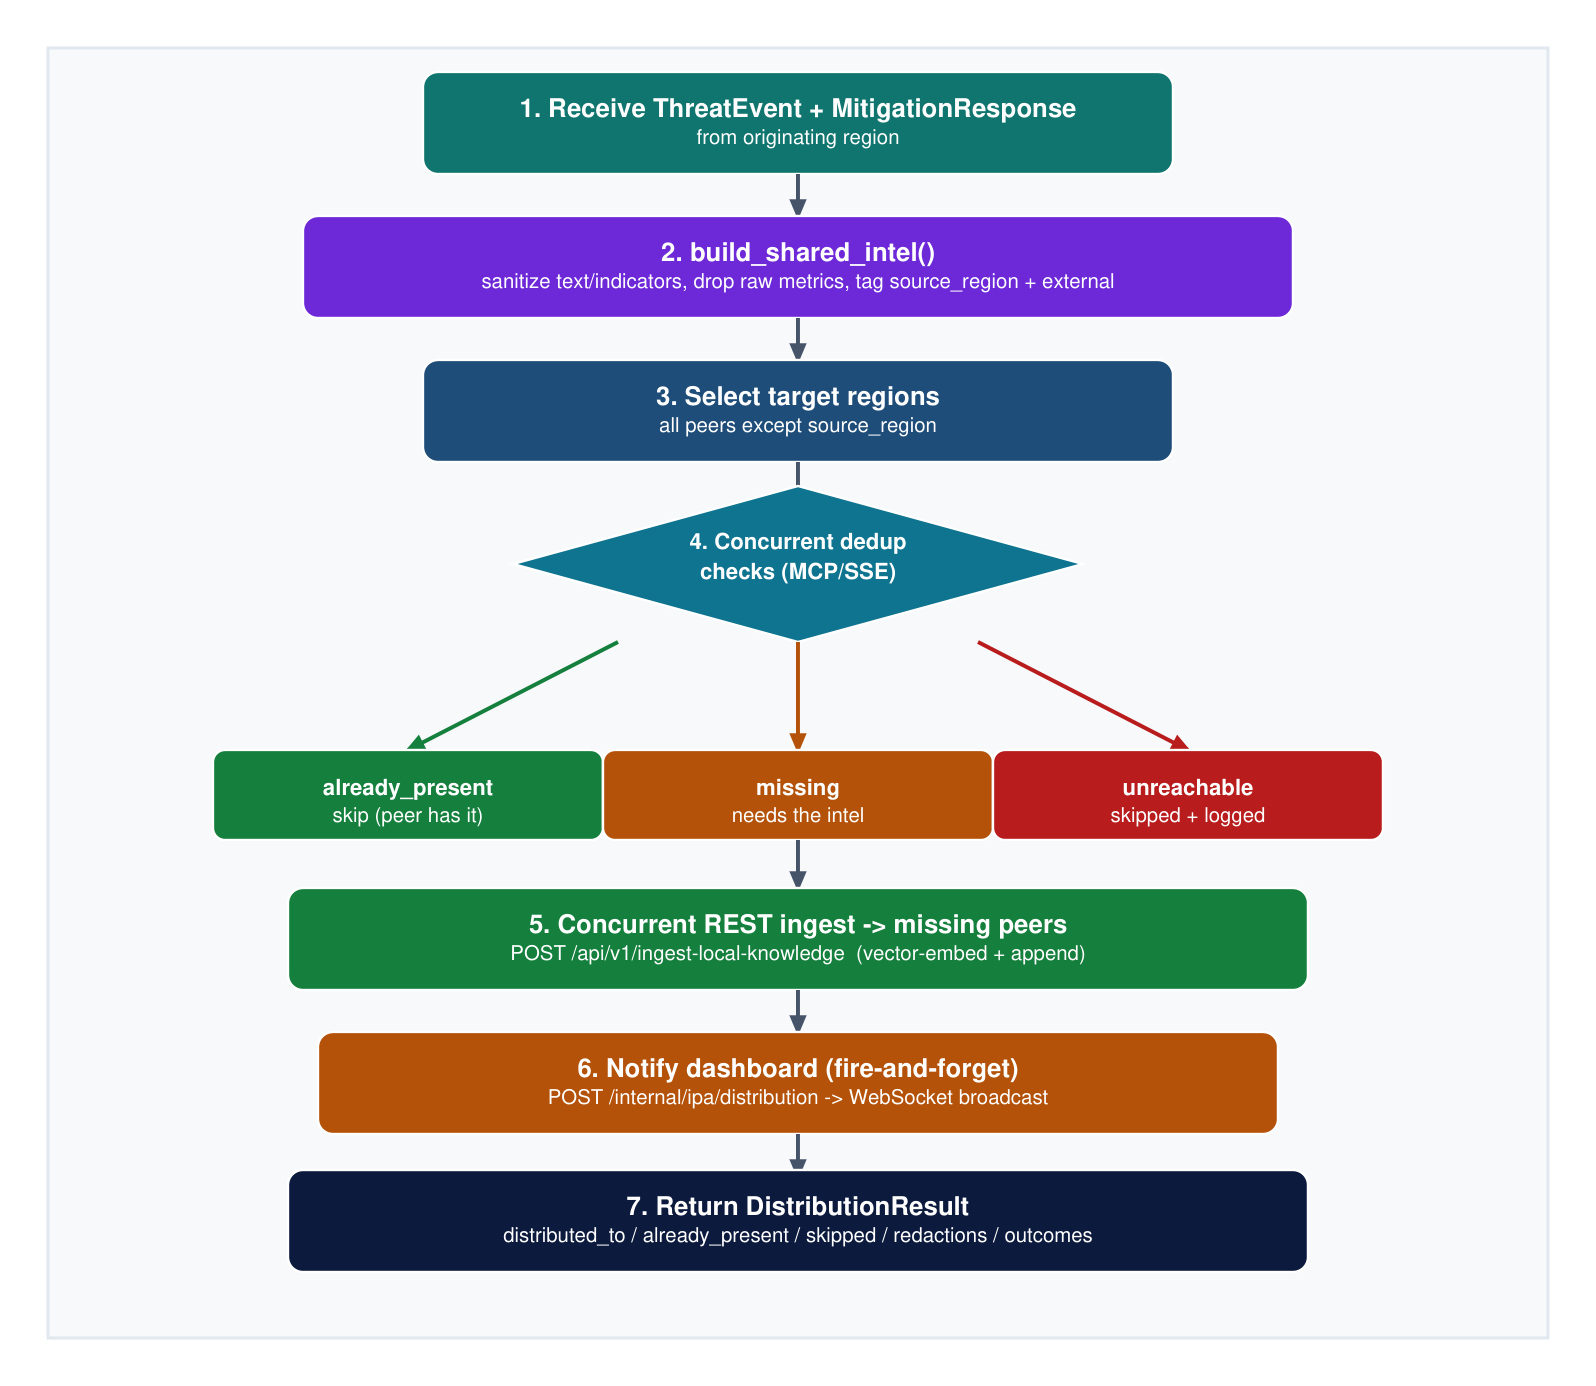 1. Receive ThreatEvent + MitigationResponse
from originating region
2. build_shared_intel()
sanitize text/indicators, drop raw metrics, tag source_region + external
3. Select target regions
all peers except source_region
4. Concurrent dedup
checks (MCP/SSE)
already_present
skip (peer has it)
missing
needs the intel
unreachable
skipped + logged
5. Concurrent REST ingest -> missing peers
POST /api/v1/ingest-local-knowledge  (vector-embed + append)
6. Notify dashboard (fire-and-forget)
POST /internal/ipa/distribution -> WebSocket broadcast
7. Return DistributionResult
distributed_to / already_present / skipped / redactions / outcomes